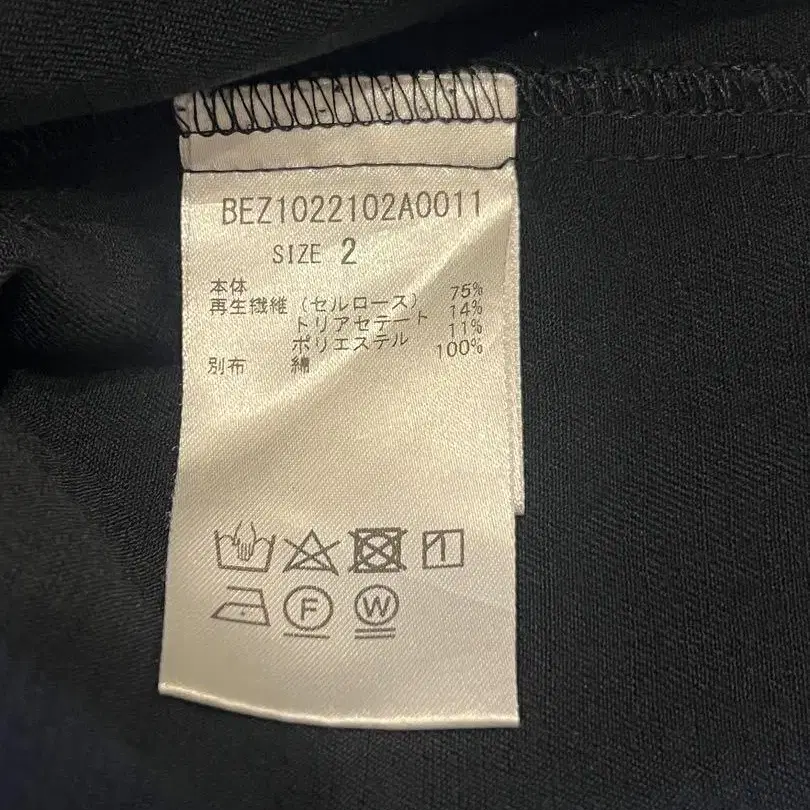 BEZ1022102A0011
SIZE 2
本体
再生繊維（セルロース） 75%
トリアセテート 14%
ポリエステル 11%
別布 綿 100%
F W